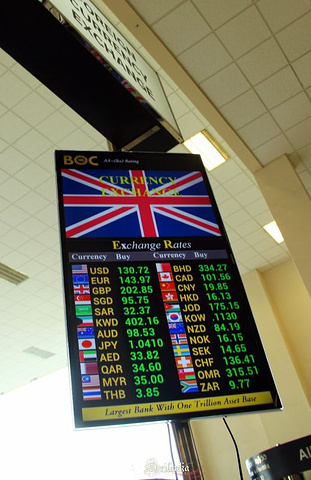 CURRENCY
EXCHANGE
BOC AA-(lka) Rating
CURRENCY
EXCHANGE
Exchange Rates
Currency Buy Currency Buy
USD 130.72 BHD 334.27
EUR 143.97 CAD 101.56
GBP 202.85 CNY 19.85
SGD 95.75 HKD 16.13
SAR 32.37 JOD 175.15
KWD 402.16 KOW .1130
AUD 98.53 NZD 84.19
JPY 1.0410 NOK 16.15
AED 33.82 SEK 14.65
QAR 34.60 CHF 136.41
MYR 35.00 OMR 315.51
THB 3.85 ZAR 9.77
Largest Bank With One Trillion Asset Base